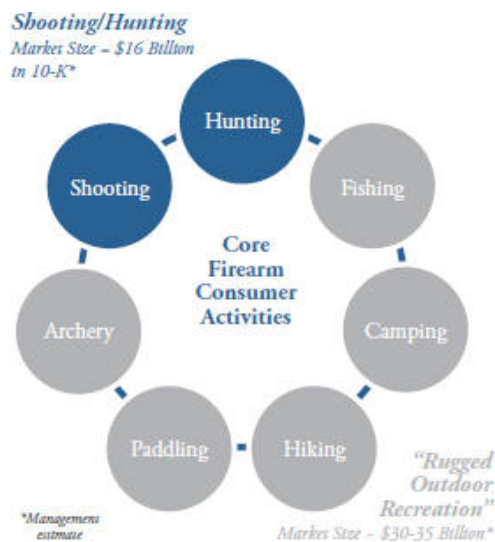 Shooting/Hunting
Market Size – $16 Billion
in 10-K*
Hunting
Shooting
Fishing
Core
Firearm
Consumer
Activities
Archery
Camping
Paddling
Hiking
“Rugged
Outdoor
Recreation”
Market Size – $30-35 Billion*
*Management
estimate